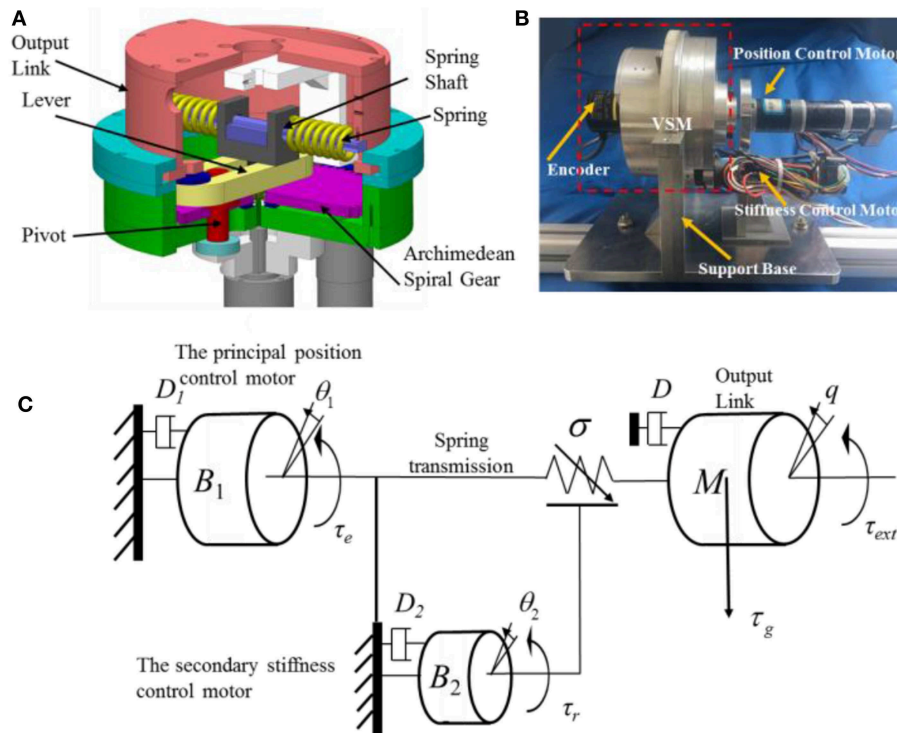 A
Output
Link
Lever
Pivot
Spring
Shaft
Spring
Archimedean
Spiral Gear
B
Position Control Motor
VSM
Encoder
Stiffness Control Motor
Support Base
C
The principal position
control motor
D₁
θ₁
B₁
τₑ
Spring
transmission
σ
D
Output
Link
q
M
τₑₓₜ
τg
The secondary stiffness
control motor
D₂
θ₂
B₂
τᵣ